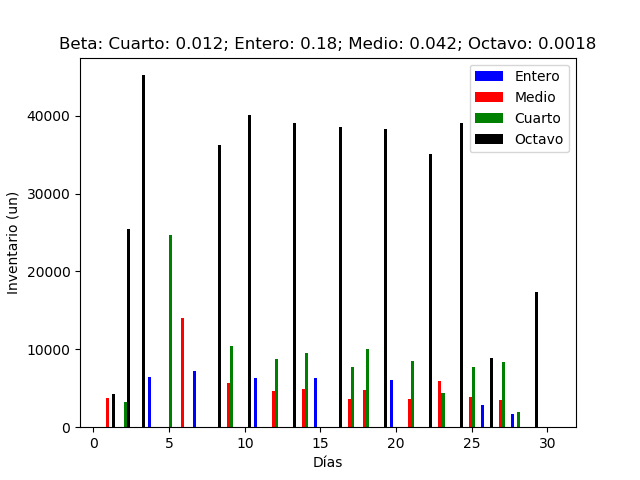 Beta: Cuarto: 0.012; Entero: 0.18; Medio: 0.042; Octavo: 0.0018
Entero
Medio
Cuarto
Octavo
40000
30000
20000
10000
0
Inventario (un)
0 5 10 15 20 25 30
Días